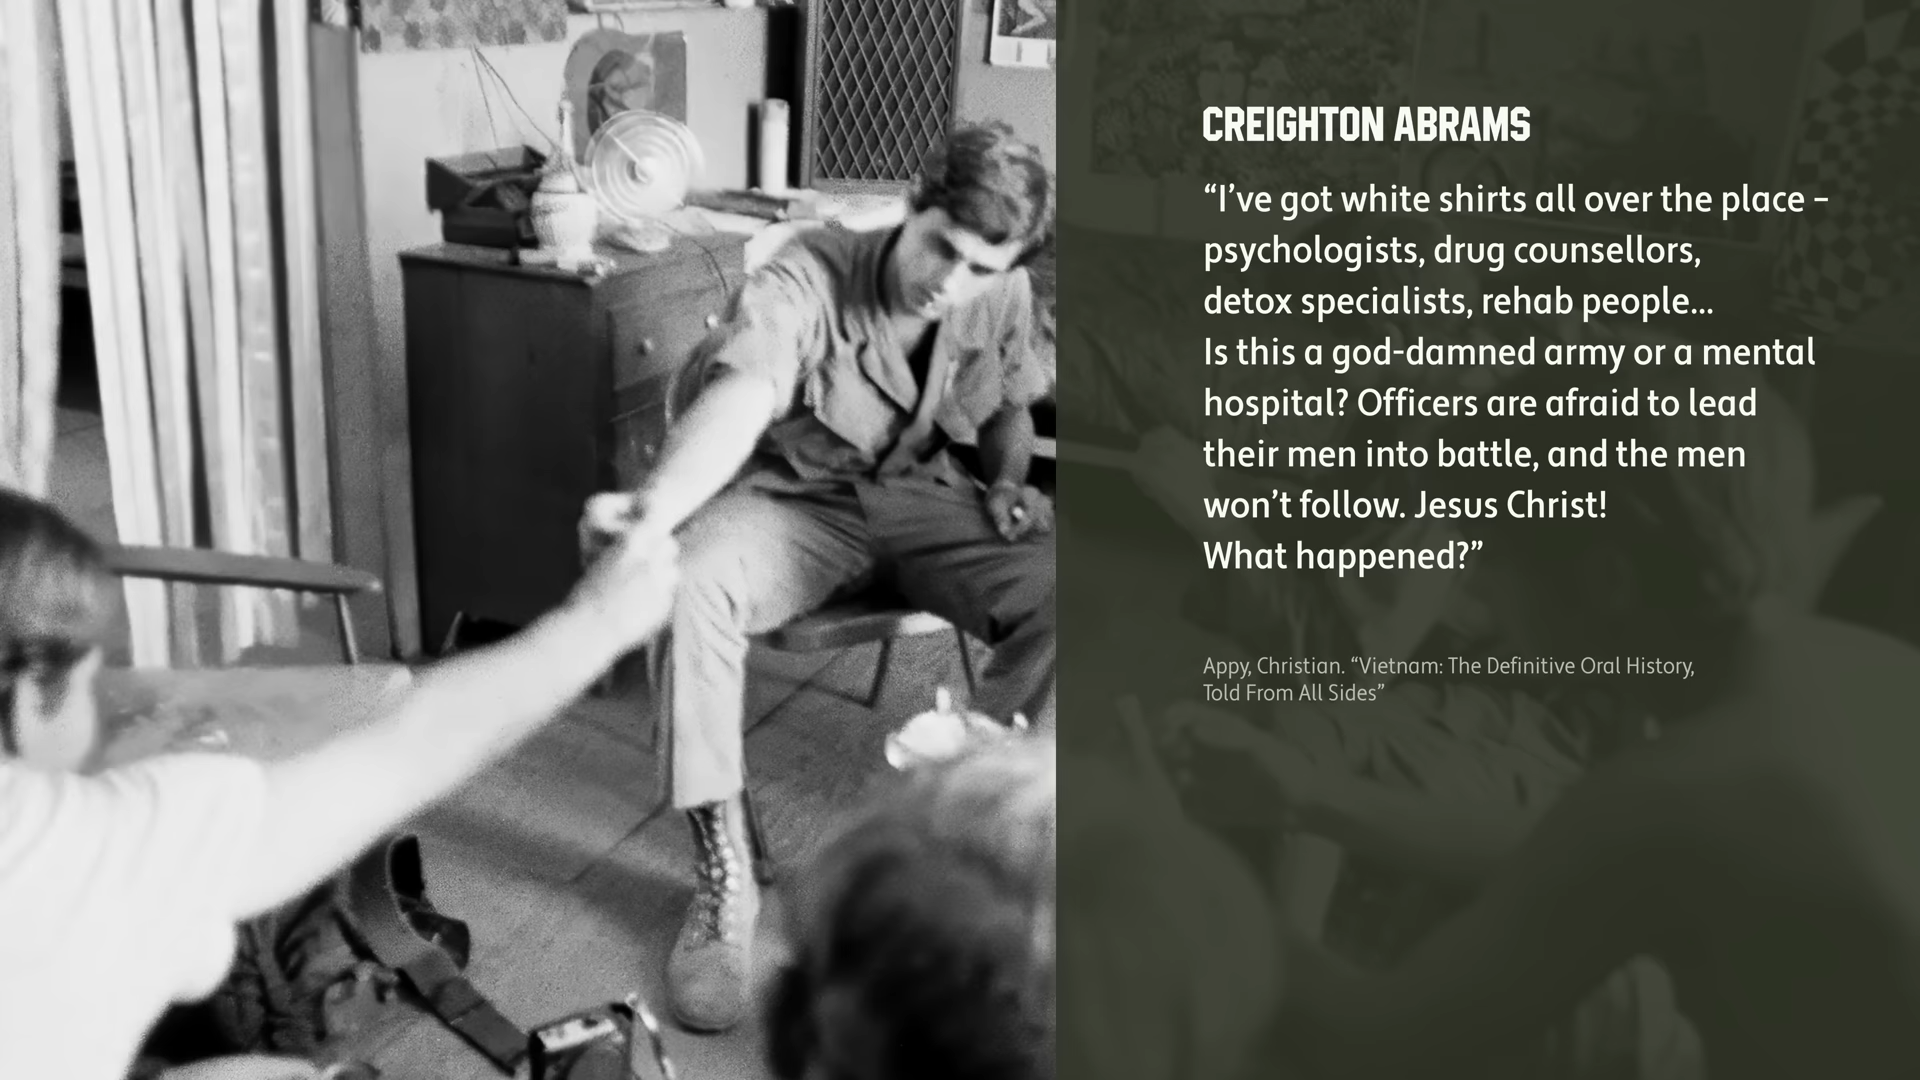 CREIGHTON ABRAMS
“I’ve got white shirts all over the place –
psychologists, drug counsellors,
detox specialists, rehab people...
Is this a god-damned army or a mental
hospital? Officers are afraid to lead
their men into battle, and the men
won’t follow. Jesus Christ!
What happened?”
Appy, Christian. “Vietnam: The Definitive Oral History,
Told From All Sides”